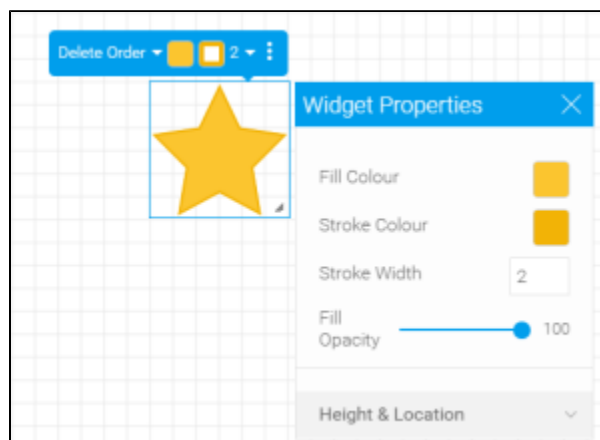 Delete Order 2
Widget Properties
Fill Colour
Stroke Colour
Stroke Width 2
Fill
Opacity 100
Height & Location